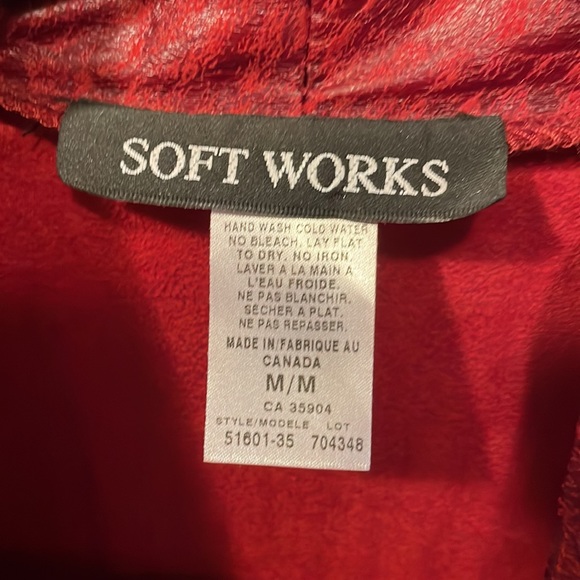 SOFT WORKS
HAND WASH COLD WATER
NO BLEACH. LAY FLAT
TO DRY. NO IRON.
LAVER A LA MAIN A
L'EAU FROIDE.
NE PAS BLANCHIR.
SECHER A PLAT.
NE PAS REPASSER.
MADE IN/FABRIQUE AU
CANADA
M/M
CA 35904
STYLE/MODELE LOT
51601-35 704348